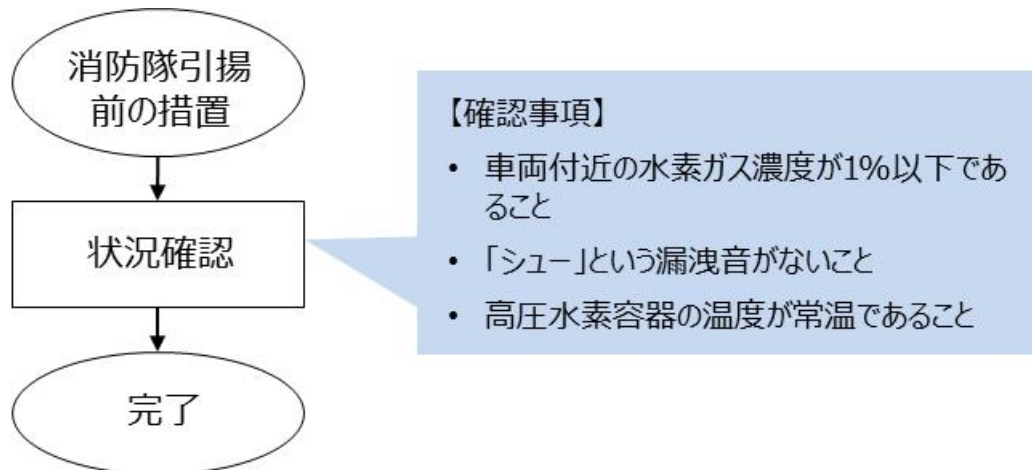 消防隊引揚
前の措置
状況確認
完了
【確認事項】
• 車両付近の水素ガス濃度が1%以下であ
ること
• 「シュー」という漏洩音がないこと
• 高圧水素容器の温度が常温であること